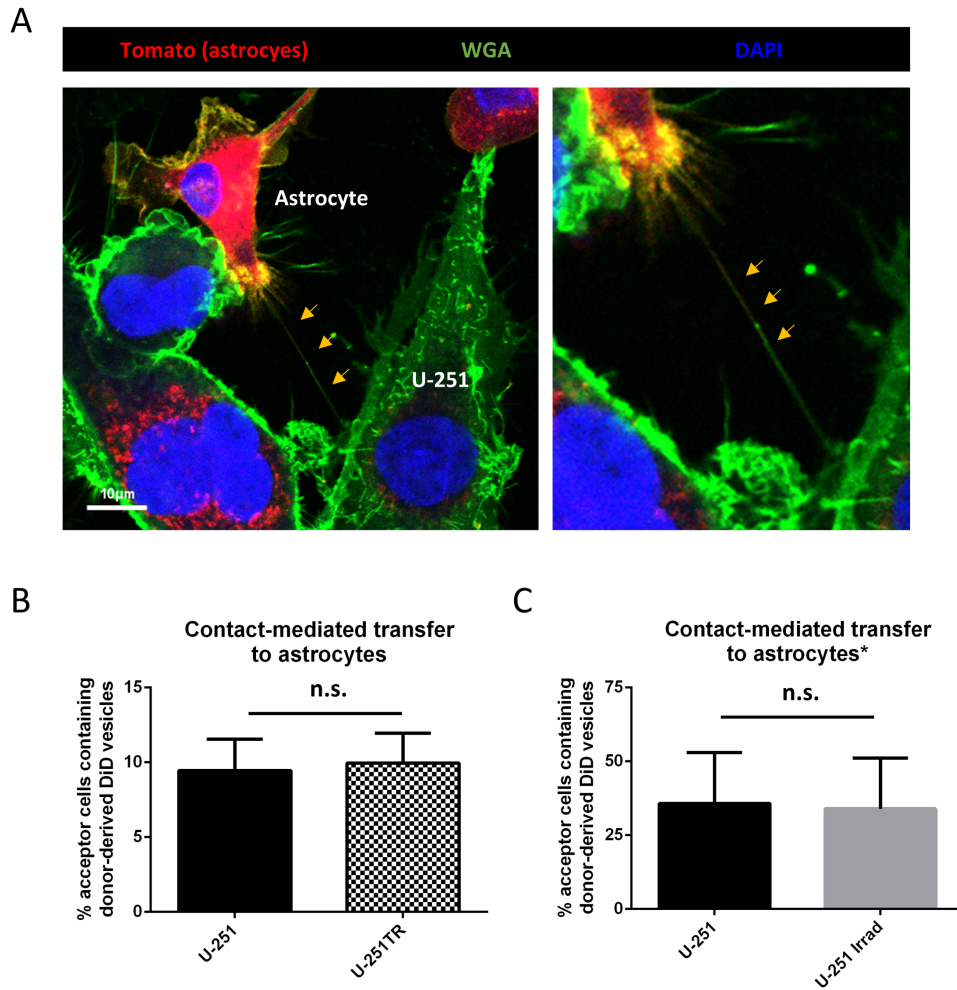 A
Tomato (astrocyes) WGA DAPI
Astrocyte
U-251
10µm
B
Contact-mediated transfer
to astrocytes
n.s.
% acceptor cells containing
donor-derived DiD vesicles
15
10
5
0
U-251
U-251TR
C
Contact-mediated transfer
to astrocytes*
n.s.
% acceptor cells containing
donor-derived DiD vesicles
75
50
25
0
U-251
U-251 Irrad